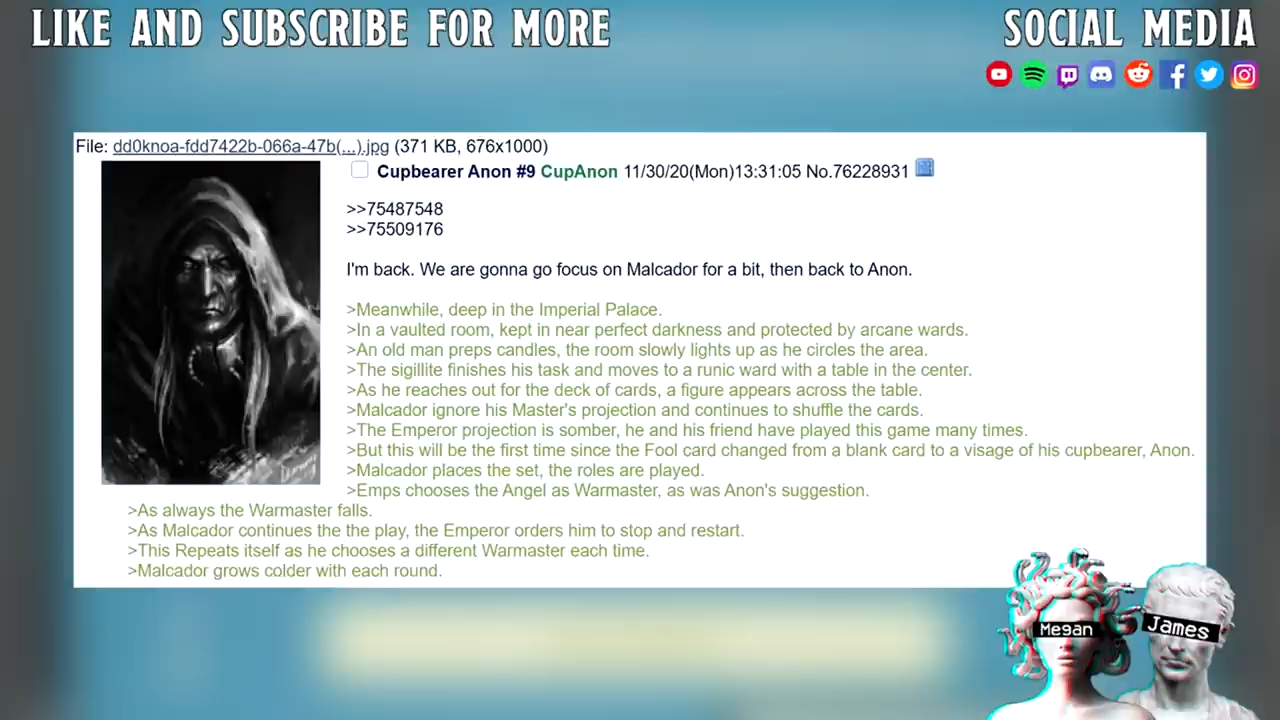 LIKE AND SUBSCRIBE FOR MORE
SOCIAL MEDIA
File: dd0knoa-fdd7422b-066a-47b(...).jpg (371 KB, 676x1000)
Cupbearer Anon #9 CupAnon 11/30/20(Mon)13:31:05 No.76228931
>>75487548
>>75509176
I'm back. We are gonna go focus on Malcador for a bit, then back to Anon.
>Meanwhile, deep in the Imperial Palace.
>In a vaulted room, kept in near perfect darkness and protected by arcane wards.
>An old man preps candles, the room slowly lights up as he circles the area.
>The sigillite finishes his task and moves to a runic ward with a table in the center.
>As he reaches out for the deck of cards, a figure appears across the table.
>Malcador ignore his Master's projection and continues to shuffle the cards.
>The Emperor projection is somber, he and his friend have played this game many times.
>But this will be the first time since the Fool card changed from a blank card to a visage of his cupbearer, Anon.
>Malcador places the set, the roles are played.
>Emps chooses the Angel as Warmaster, as was Anon's suggestion.
>As always the Warmaster falls.
>As Malcador continues the the play, the Emperor orders him to stop and restart.
>This Repeats itself as he chooses a different Warmaster each time.
>Malcador grows colder with each round.
Megan
James